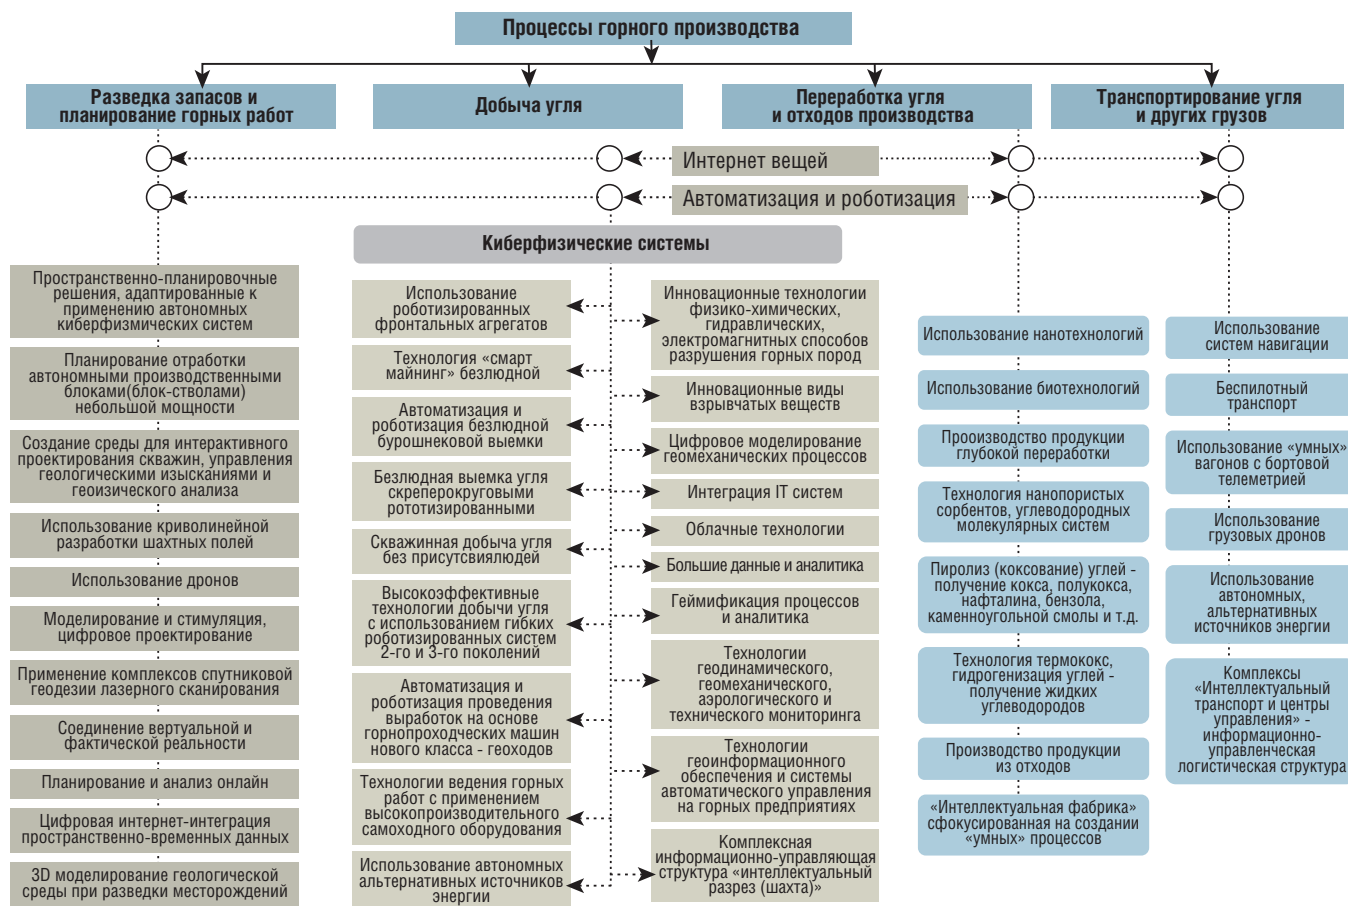 Процессы горного производства
Разведка запасов и
планирование горных работ
Добыча угля
Переработка угля
и отходов производства
Транспортирование угля
и других грузов
Интернет вещей
Автоматизация и роботизация
Киберфизические системы
Пространственно-планировочные
решения, адаптированные к
применению автономных
киберфизмических систем
Планирование отработки
автономными производственными
блоками(блок-стволами)
небольшой мощности
Создание среды для интерактивного
проектирования скважин, управления
геологическими изысканиями и
геоизического анализа
Использование криволинейной
разработки шахтных полей
Использование дронов
Моделирование и стимуляция,
цифровое проектирование
Применение комплексов спутниковой
геодезии лазерного сканирования
Соединение виртуальной и
фактической реальности
Планирование и анализ онлайн
Цифровая интернет-интеграция
пространственно-временных данных
3D моделирование геологической
среды при разведки месторождений
Использование
роботизированных
фронтальных агрегатов
Технология «смарт
майнинг» безлюдной
Автоматизация и
роботизация безлюдной
бурошнековой выемки
Безлюдная выемка угля
скреперокруговыми
рототизированными
Скважинная добыча угля
без присутсвиялюдей
Высокоэффективные
технологии добычи угля
с использованием гибких
роботизированных систем
2-го и 3-го поколений
Автоматизация и
роботизация проведения
выработок на основе
горнопроходческих машин
нового класса - геоходов
Технологии ведения горных
работ с применением
высокопроизводительного
самоходного оборудования
Использование автономных
альтернативных источников
энергии
Инновационные технологии
физико-химических,
гидравлических,
электромагнитных способов
разрушения горных пород
Инновационные виды
взрывчатых веществ
Цифровое моделирование
геомеханических процессов
Интеграция IT систем
Облачные технологии
Большие данные и аналитика
Геймификация процессов
и аналитика
Технологии
геодинамического,
геомеханического,
аэрологического и
технического мониторинга
Технологии
геоинформационного
обеспечения и системы
автоматического управления
на горных предприятиях
Комплексная
информационно-управляющая
структура «интеллектуальный
разрез (шахта)»
Использование нанотехнологий
Использование биотехнологий
Прооизводство продукции
глубокой переработки
Технология нанопористых
сорбентов, углеводородных
молекулярных систем
Пиролиз (коксование) углей -
получение кокса, полукокса,
нафталина, бензола,
каменноугольной смолы и т.д.
Технология термококс,
гидрогенизация углей -
получение жидких
углеводородов
Производство продукции
из отходов
«Интеллектуальная фабрика»
сфокусированная на создании
«умных» процессов
Использование
систем навигации
Беспилотный
транспорт
Использование «умных»
вагонов с бортовой
телеметрией
Использование
грузовых дронов
Использование
автономных,
альтернативных
источников энергии
Комплексы
«Интеллектуальный
транспорт и центры
управления» -
информационно-
управленческая
логистическая структура